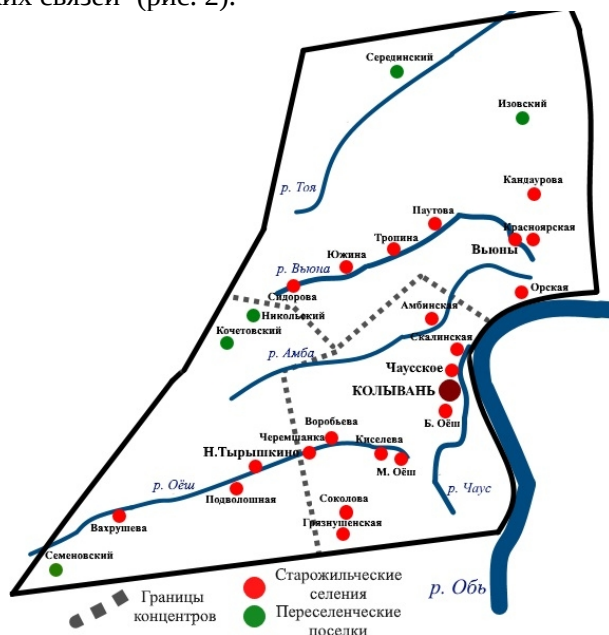 ких связей" (рис. 2).
Серединский
Изовский
Кандаурова
р. Тоя
Паутова
Красноярская
Тропина
Вьюны
Южина
р. Вьюна
Сидорова
Орская
Амбинская
Никольский
Кочетовский
Скалинская
р. Амба
Чаусское
КОЛЫВАНЬ
Б. Оёш
Воробьева
Черемшанка
Киселева
Н.Тырышкино
М. Оёш
р. Оёш
Подволошная
р. Чаус
Соколова
Вахрушева
Грязнушенская
Семеновский
Старожильческие
селения
р. Обь
Границы
концентров
Переселенческие
поселки